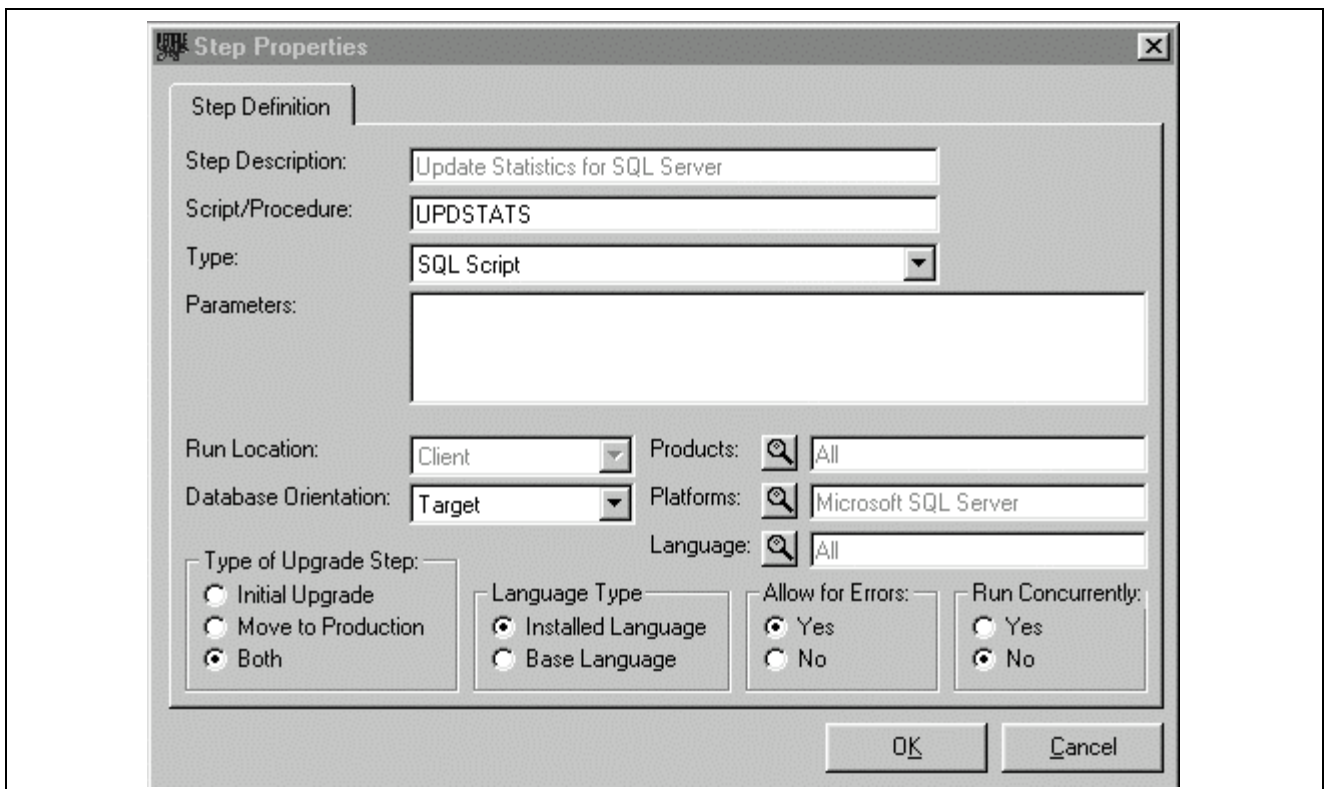 Step Properties
Step Definition
Step Description: Update Statistics for SQL Server
Script/Procedure: UPDSTATS
Type: SQL Script
Parameters:
Run Location: Client Products: All
Database Orientation: Target Platforms: Microsoft SQL Server
Language: All
Type of Upgrade Step: Language Type Allow for Errors: Run Concurrently:
Initial Upgrade Installed Language Yes Yes
Move to Production Base Language No No
Both
OK Cancel